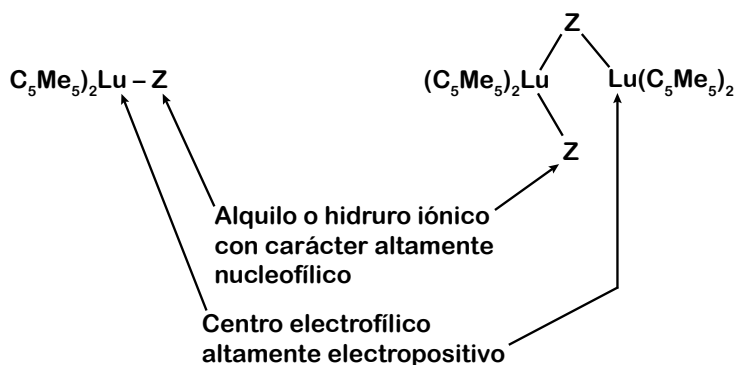 Z
C₅Me₅)₂Lu – Z
(C₅Me₅)₂Lu Lu(C₅Me₅)₂
Z
Alquilo o hidruro iónico
con carácter altamente
nucleofílico
Centro electrofílico
altamente electropositivo